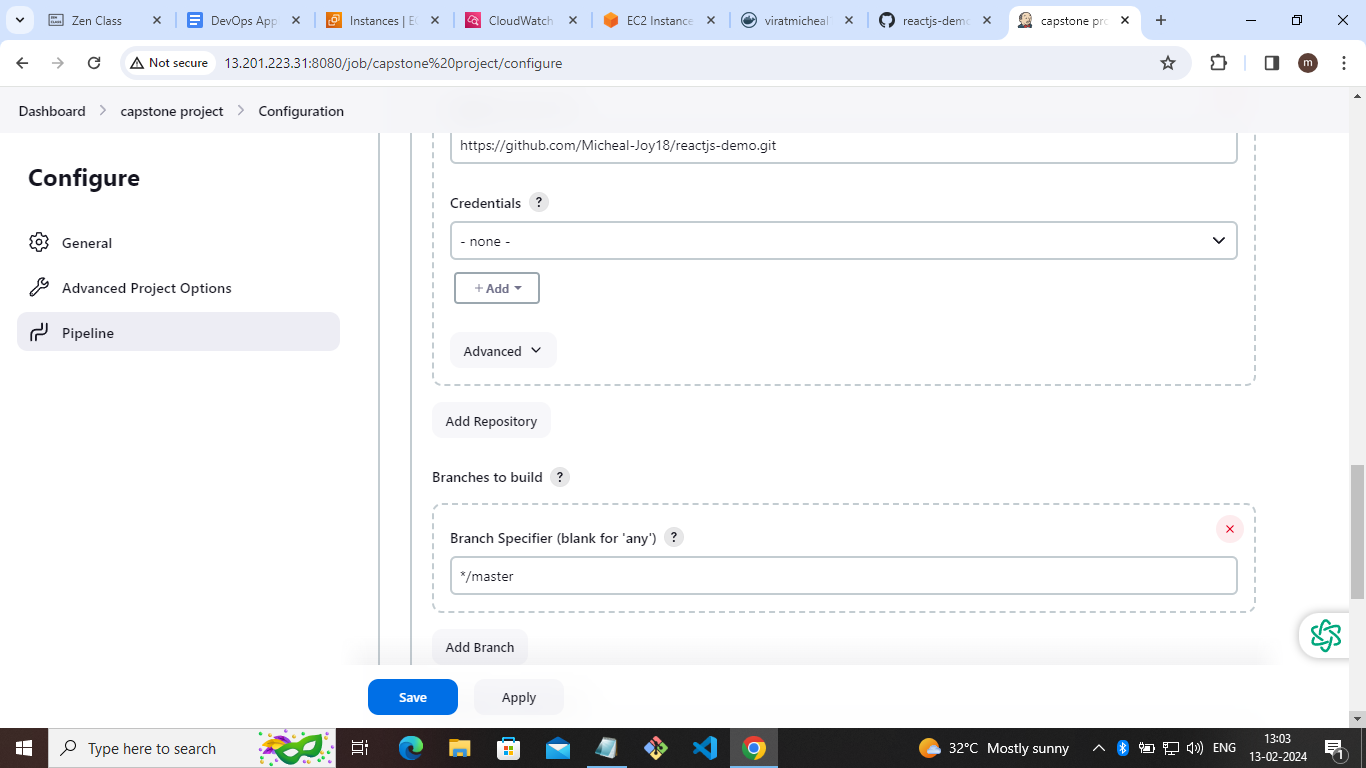 Zen Class
DevOps App
Instances | EC
CloudWatch
EC2 Instance
viratmicheal
reactjs-demo
capstone pro
Not secure
13.201.223.31:8080/job/capstone%20project/configure
m
Dashboard
capstone project
Configuration
Configure
General
Advanced Project Options
Pipeline
https://github.com/Micheal-Joy18/reactjs-demo.git
Credentials ?
- none -
+ Add
Advanced
Add Repository
Branches to build ?
Branch Specifier (blank for 'any') ?
*/master
Add Branch
Save
Apply
Type here to search
32°C Mostly sunny
ENG
13:03
13-02-2024
1